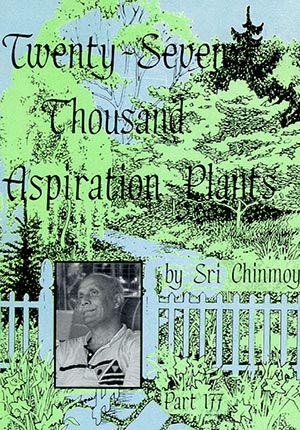 Twenty-Seven
Thousand
Aspiration Plants
by Sri Chinmoy
Part 177